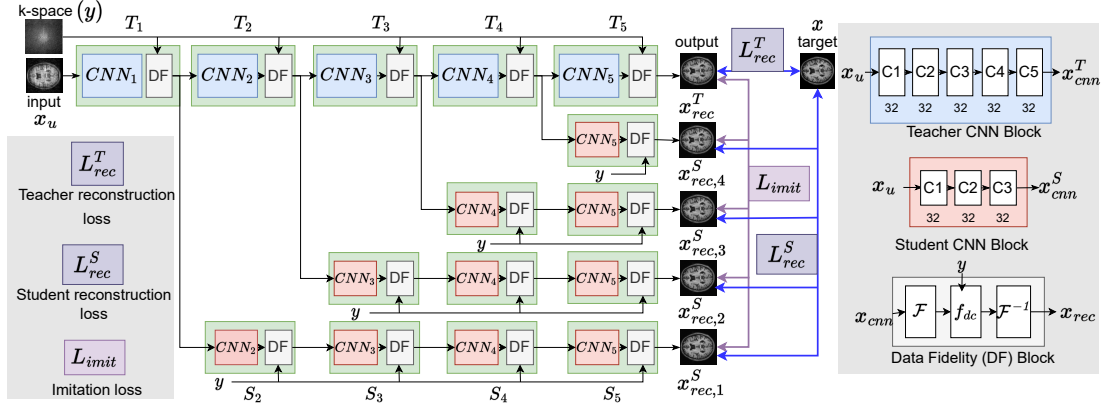 k-space (y)
T₁ T₂ T₃ T₄ T₅
CNN₁ DF CNN₂ DF CNN₃ DF CNN₄ DF CNN₅ DF
input
x_u
output
x^T_rec
L^T_rec
x
target
CNN₅ DF
y
x^S_rec,4
CNN₄ DF CNN₅ DF
y
x^S_rec,3
CNN₃ DF CNN₄ DF CNN₅ DF
y
x^S_rec,2
CNN₂ DF CNN₃ DF CNN₄ DF CNN₅ DF
y
S₂ S₃ S₄ S₅
x^S_rec,1
L_imit
L^S_rec
L^T_rec
Teacher reconstruction
loss
L^S_rec
Student reconstruction
loss
L_imit
Imitation loss
x_u C1 C2 C3 C4 C5 x^T_cnn
32 32 32 32 32
Teacher CNN Block
x_u C1 C2 C3 x^S_cnn
32 32 32
Student CNN Block
y
x_cnn F f_dc F⁻¹ x_rec
Data Fidelity (DF) Block